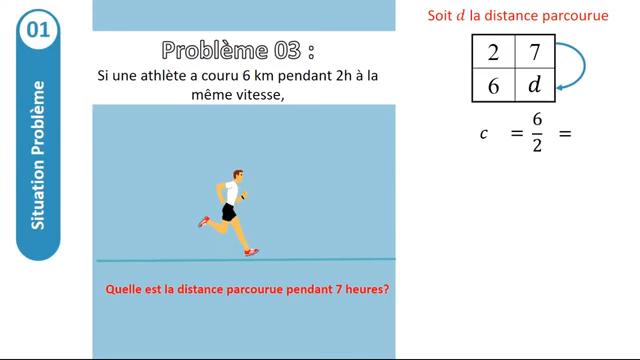 01
Situation Problème
Problème 03 :
Si une athlète a couru 6 km pendant 2h à la
même vitesse,
Quelle est la distance parcourue pendant 7 heures?
Soit d la distance parcourue
2 7
6 d
c = 6/2 =